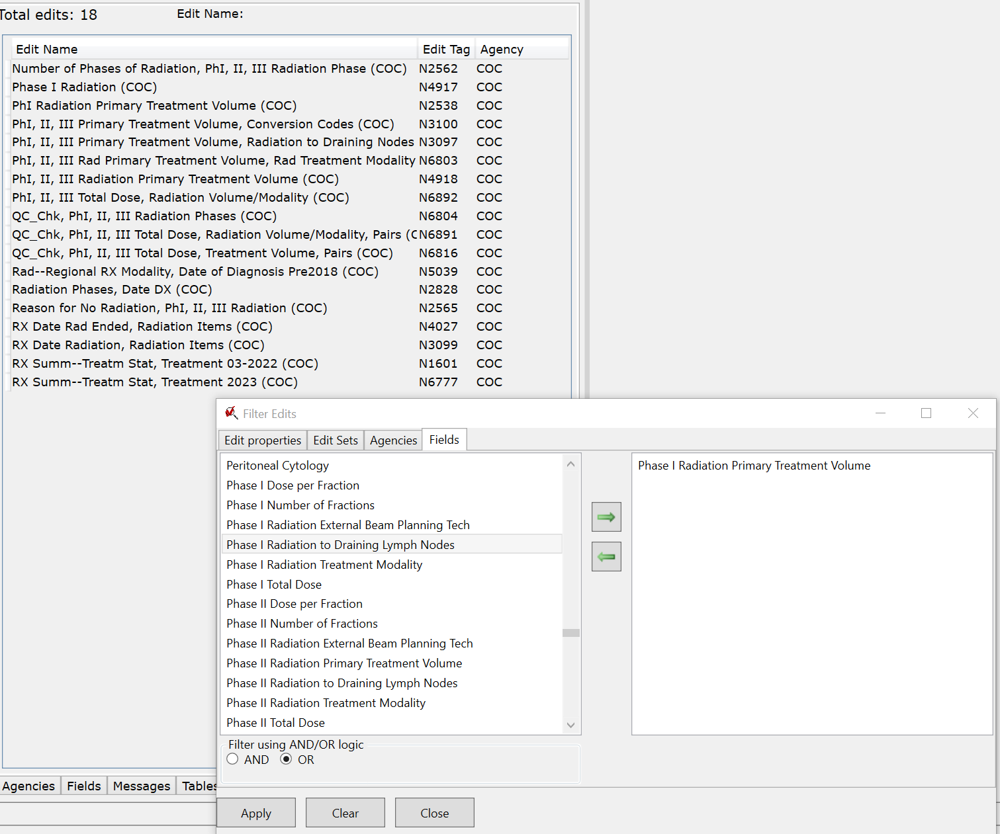 Total edits: 18 Edit Name:
Edit Name Edit Tag Agency
Number of Phases of Radiation, PhI, II, III Radiation Phase (COC) N2562 COC
Phase I Radiation (COC) N4917 COC
PhI Radiation Primary Treatment Volume (COC) N2538 COC
PhI, II, III Primary Treatment Volume, Conversion Codes (COC) N3100 COC
PhI, II, III Primary Treatment Volume, Radiation to Draining Nodes N3097 COC
PhI, II, III Rad Primary Treatment Volume, Rad Treatment Modality N6803 COC
PhI, II, III Radiation Primary Treatment Volume (COC) N4918 COC
PhI, II, III Total Dose, Radiation Volume/Modality (COC) N6892 COC
QC_Chk, PhI, II, III Radiation Phases (COC) N6804 COC
QC_Chk, PhI, II, III Total Dose, Radiation Volume/Modality, Pairs (C N6891 COC
QC_Chk, PhI, II, III Total Dose, Treatment Volume, Pairs (COC) N6816 COC
Rad--Regional RX Modality, Date of Diagnosis Pre2018 (COC) N5039 COC
Radiation Phases, Date DX (COC) N2828 COC
Reason for No Radiation, PhI, II, III Radiation (COC) N2565 COC
RX Date Rad Ended, Radiation Items (COC) N4027 COC
RX Date Radiation, Radiation Items (COC) N3099 COC
RX Summ--Treatm Stat, Treatment 03-2022 (COC) N1601 COC
RX Summ--Treatm Stat, Treatment 2023 (COC) N6777 COC
Filter Edits
Edit properties Edit Sets Agencies Fields
Peritoneal Cytology
Phase I Dose per Fraction
Phase I Number of Fractions
Phase I Radiation External Beam Planning Tech
Phase I Radiation to Draining Lymph Nodes
Phase I Radiation Treatment Modality
Phase I Total Dose
Phase II Dose per Fraction
Phase II Number of Fractions
Phase II Radiation External Beam Planning Tech
Phase II Radiation Primary Treatment Volume
Phase II Radiation to Draining Lymph Nodes
Phase II Radiation Treatment Modality
Phase II Total Dose
Phase I Radiation Primary Treatment Volume
Filter using AND/OR logic
AND OR
Agencies Fields Messages Tables
Apply Clear Close